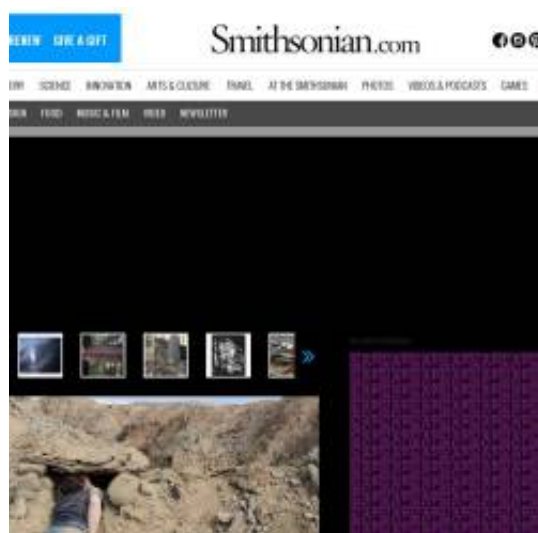 RENEW GIVE A GIFT
Smithsonian.com
SCIENCE INNOVATION ARTS & CULTURE TRAVEL AT THE SMITHSONIAN PHOTOS VIDEOS & PODCASTS GAMES
FOOD MUSIC & FILM VIDEO NEWSLETTER